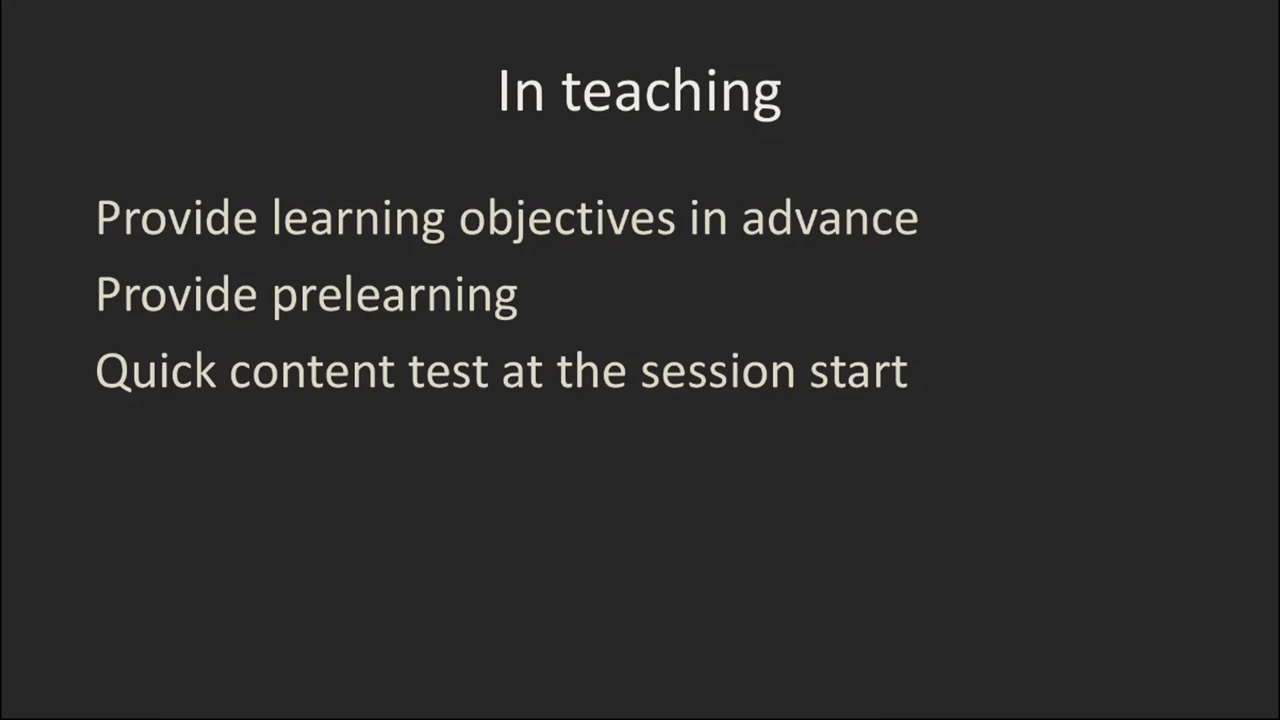 In teaching
Provide learning objectives in advance
Provide prelearning
Quick content test at the session start